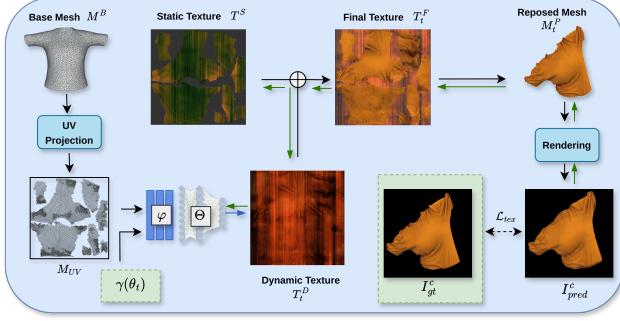 Base Mesh M^B
Static Texture T^S
Final Texture T_t^F
Reposed Mesh
M_t^P
UV
Projection
Rendering
φ
Θ
L_tex
M_UV
γ(θ_t)
Dynamic Texture
T_t^D
I_gt^c
I_pred^c